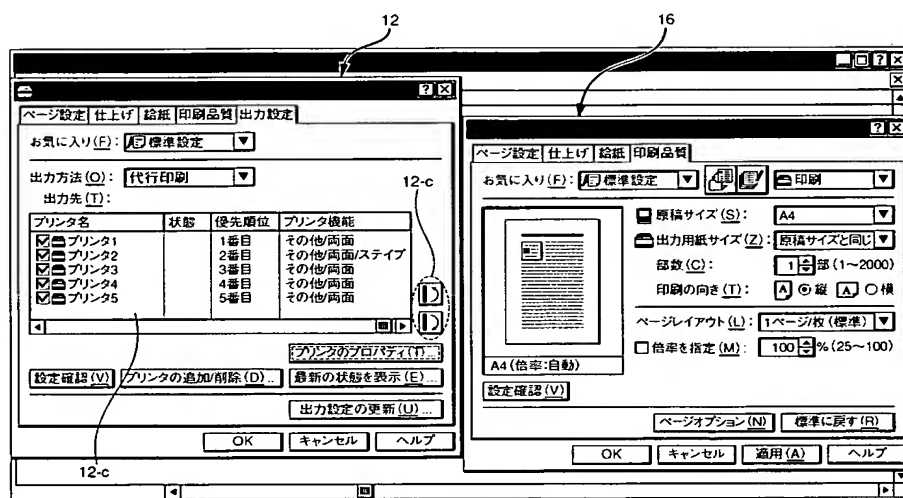 12
16
ページ設定 仕上げ 給紙 印刷品質 出力設定
お気に入り(F): 標準設定
出力方法(O): 代行印刷
出力先(T):
12-c
プリンタ名 状態 優先順位 プリンタ機能
プリンタ1 1番目 その他/両面
プリンタ2 2番目 その他/両面/ステイプ
プリンタ3 3番目 その他/両面
プリンタ4 4番目 その他/両面
プリンタ5 5番目 その他/両面
プリンタのプロパティ(T)...
設定確認(V) プリンタの追加/削除(D)... 最新の状態を表示(E)...
出力設定の更新(U)...
OK キャンセル ヘルプ
12-c
ページ設定 仕上げ 給紙 印刷品質
お気に入り(F): 標準設定 印刷
原稿サイズ(S): A4
出力用紙サイズ(Z): 原稿サイズと同じ
部数(C): 1 部(1~2000)
印刷の向き(T): A 縦 A 横
ページレイアウト(L): 1ページ/枚(標準)
倍率を指定(M): 100 %(25~100)
A4(倍率:自動)
設定確認(V)
ページオプション(N) 標準に戻す(R)
OK キャンセル 適用(A) ヘルプ